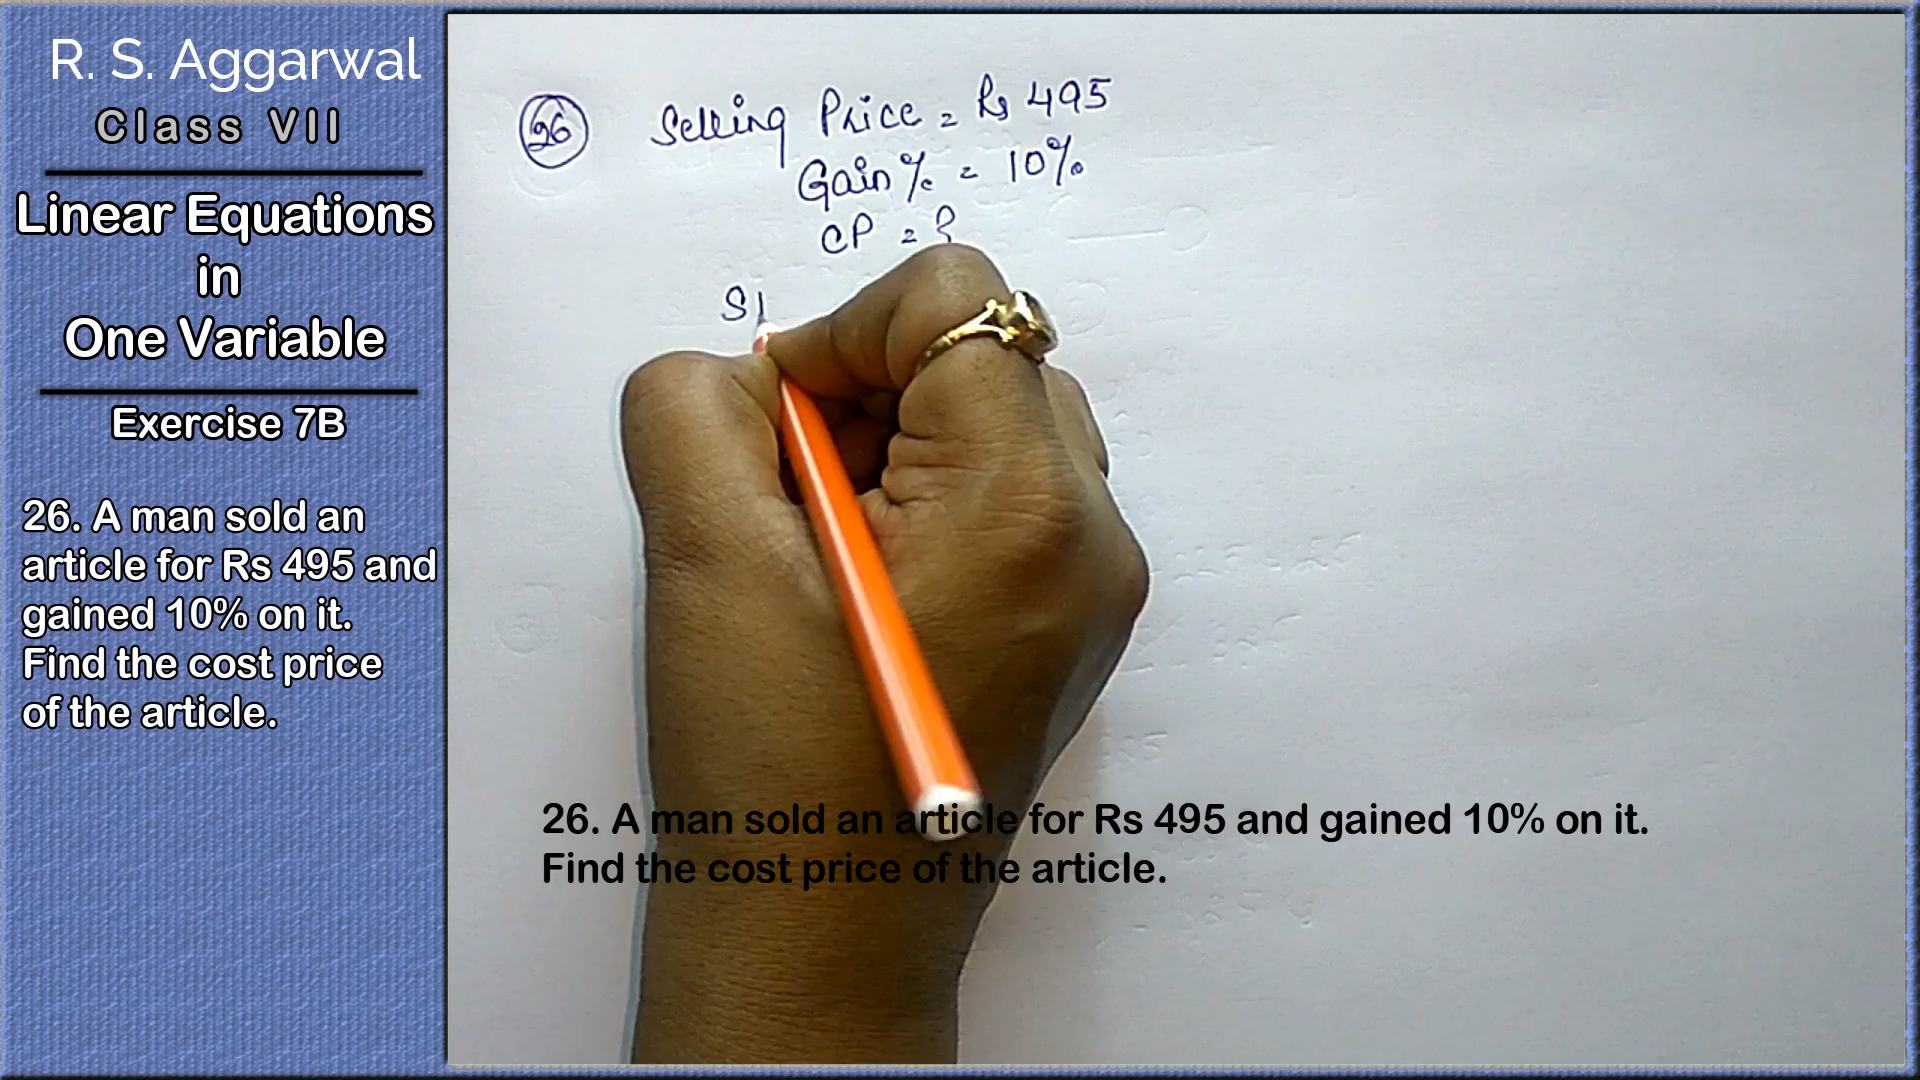 R. S. Aggarwal
Class VII
Linear Equations
in
One Variable
Exercise 7B
26. A man sold an
article for Rs 495 and
gained 10% on it.
Find the cost price
of the article.
26 Selling Price = Rs 495
Gain % = 10%
CP = ?
26. A man sold an article for Rs 495 and gained 10% on it.
Find the cost price of the article.